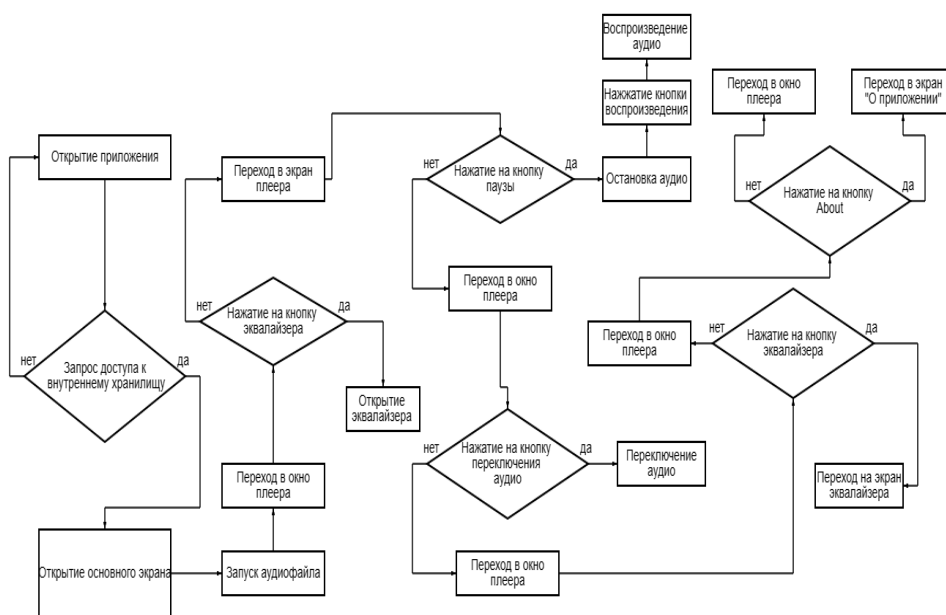 Открытие приложения
нет
Запрос доступа к
внутреннему хранилищу
да
Открытие основного экрана
Запуск аудиофайла
Переход в окно
плеера
нет
Нажатие на кнопку
эквалайзера
да
Открытие
эквалайзера
Переход в экран
плеера
нет
Нажатие на кнопку
паузы
да
Остановка аудио
Нажжатие кнопки
воспроизведения
Воспроизведение
аудио
Переход в окно
плеера
нет
Нажатие на кнопку
переключения
аудио
да
Переключение
аудио
Переход в окно
плеера
нет
Нажатие на кнопку
эквалайзера
да
Переход на экран
эквалайзера
Переход в окно
плеера
нет
Нажатие на кнопку
About
да
Переход в окно
плеера
Переход в экран
"О приложении"